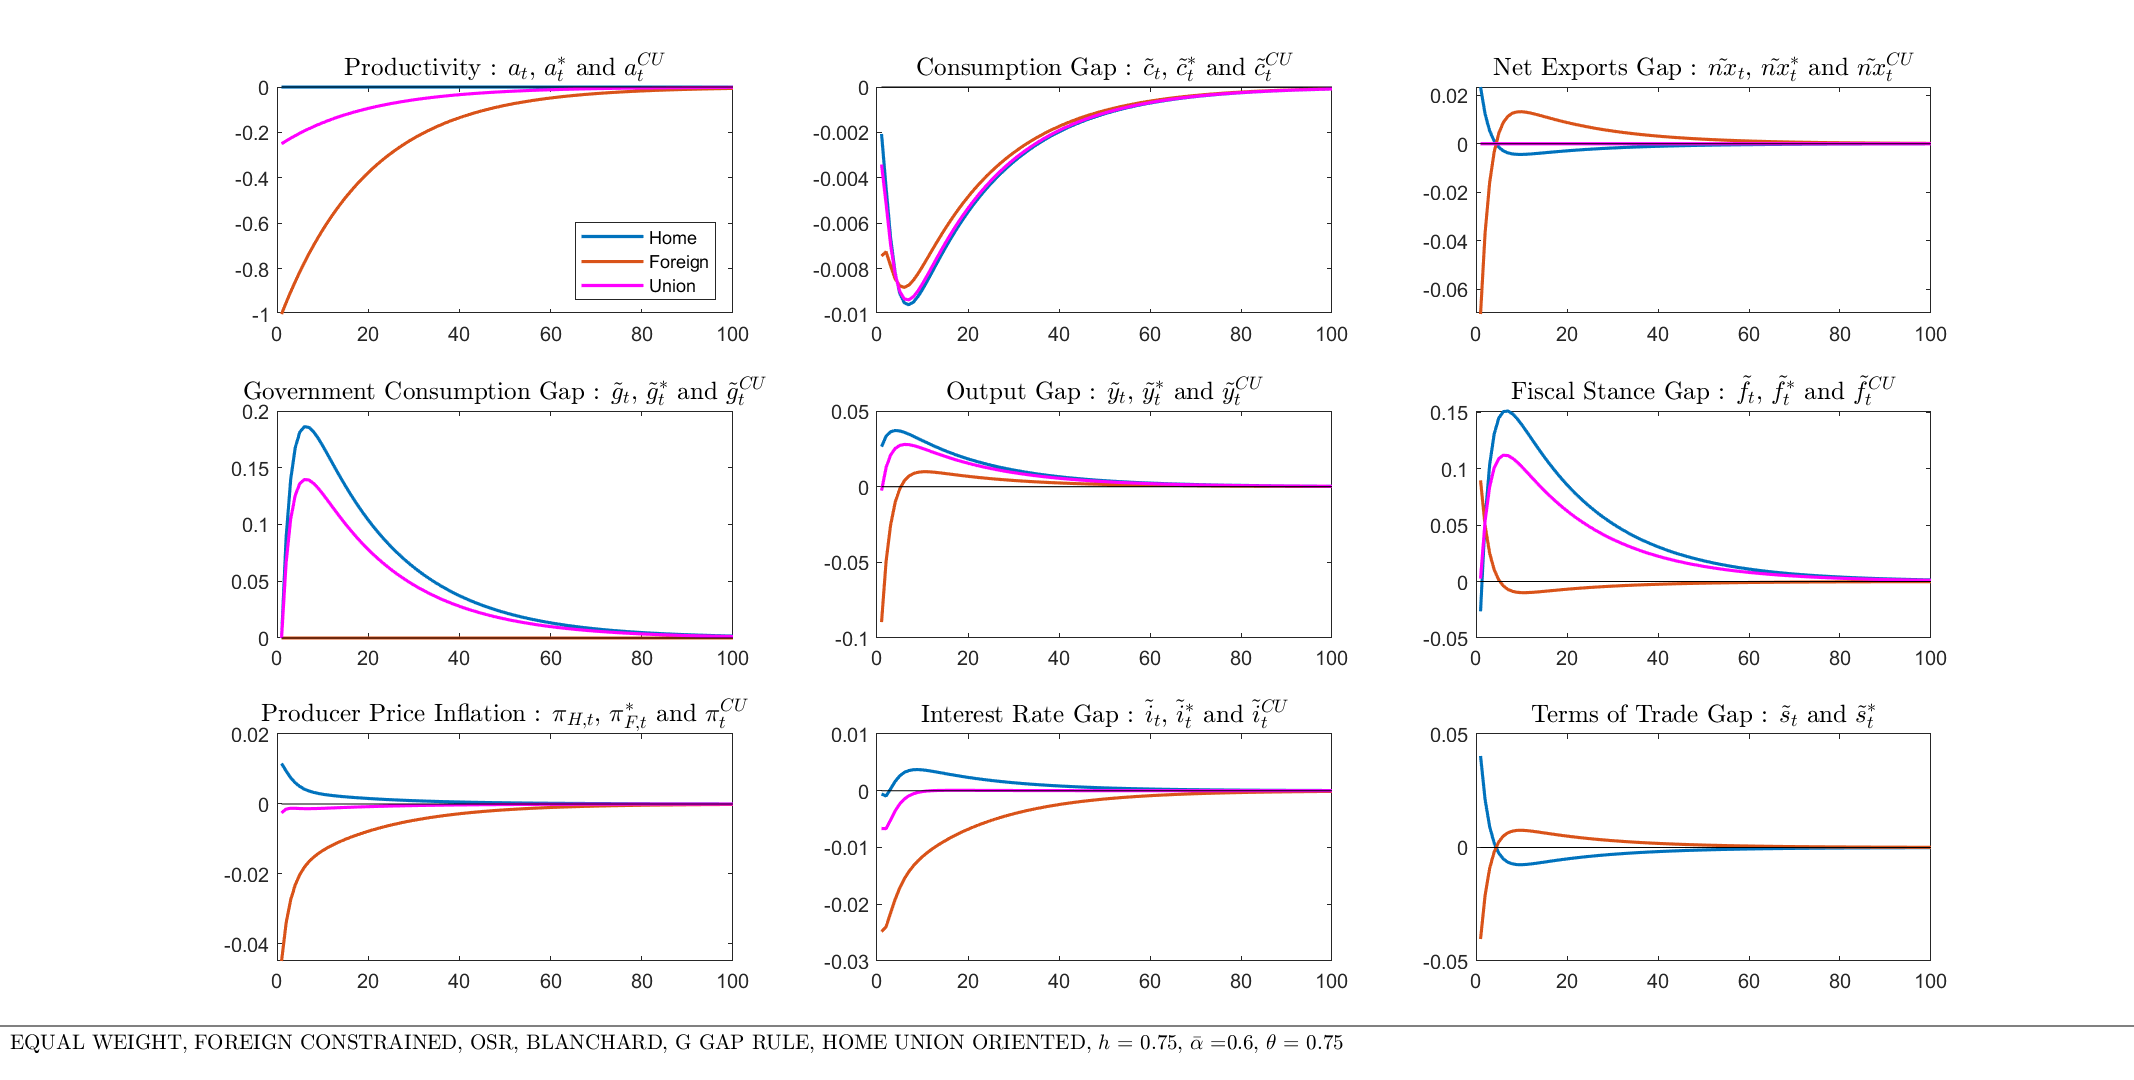 Productivity : a_t, a_t^* and a_t^{CU}
0
-0.2
-0.4
-0.6
-0.8
-1
0 20 40 60 80 100
Home
Foreign
Union
Consumption Gap : c̃_t, c̃_t^* and c̃_t^{CU}
0
-0.002
-0.004
-0.006
-0.008
-0.01
0 20 40 60 80 100
Net Exports Gap : ñx_t, ñx_t^* and ñx_t^{CU}
0.02
0
-0.02
-0.04
-0.06
0 20 40 60 80 100
Government Consumption Gap : g̃_t, g̃_t^* and g̃_t^{CU}
0.2
0.15
0.1
0.05
0
0 20 40 60 80 100
Output Gap : ỹ_t, ỹ_t^* and ỹ_t^{CU}
0.05
0
-0.05
-0.1
0 20 40 60 80 100
Fiscal Stance Gap : f̃_t, f̃_t^* and f̃_t^{CU}
0.15
0.1
0.05
0
-0.05
0 20 40 60 80 100
Producer Price Inflation : π_{H,t}, π_{F,t}^* and π_t^{CU}
0.02
0
-0.02
-0.04
0 20 40 60 80 100
Interest Rate Gap : ĩ_t, ĩ_t^* and ĩ_t^{CU}
0.01
0
-0.01
-0.02
-0.03
0 20 40 60 80 100
Terms of Trade Gap : s̃_t and s̃_t^*
0.05
0
-0.05
0 20 40 60 80 100
EQUAL WEIGHT, FOREIGN CONSTRAINED, OSR, BLANCHARD, G GAP RULE, HOME UNION ORIENTED, h = 0.75, ᾱ =0.6, θ = 0.75